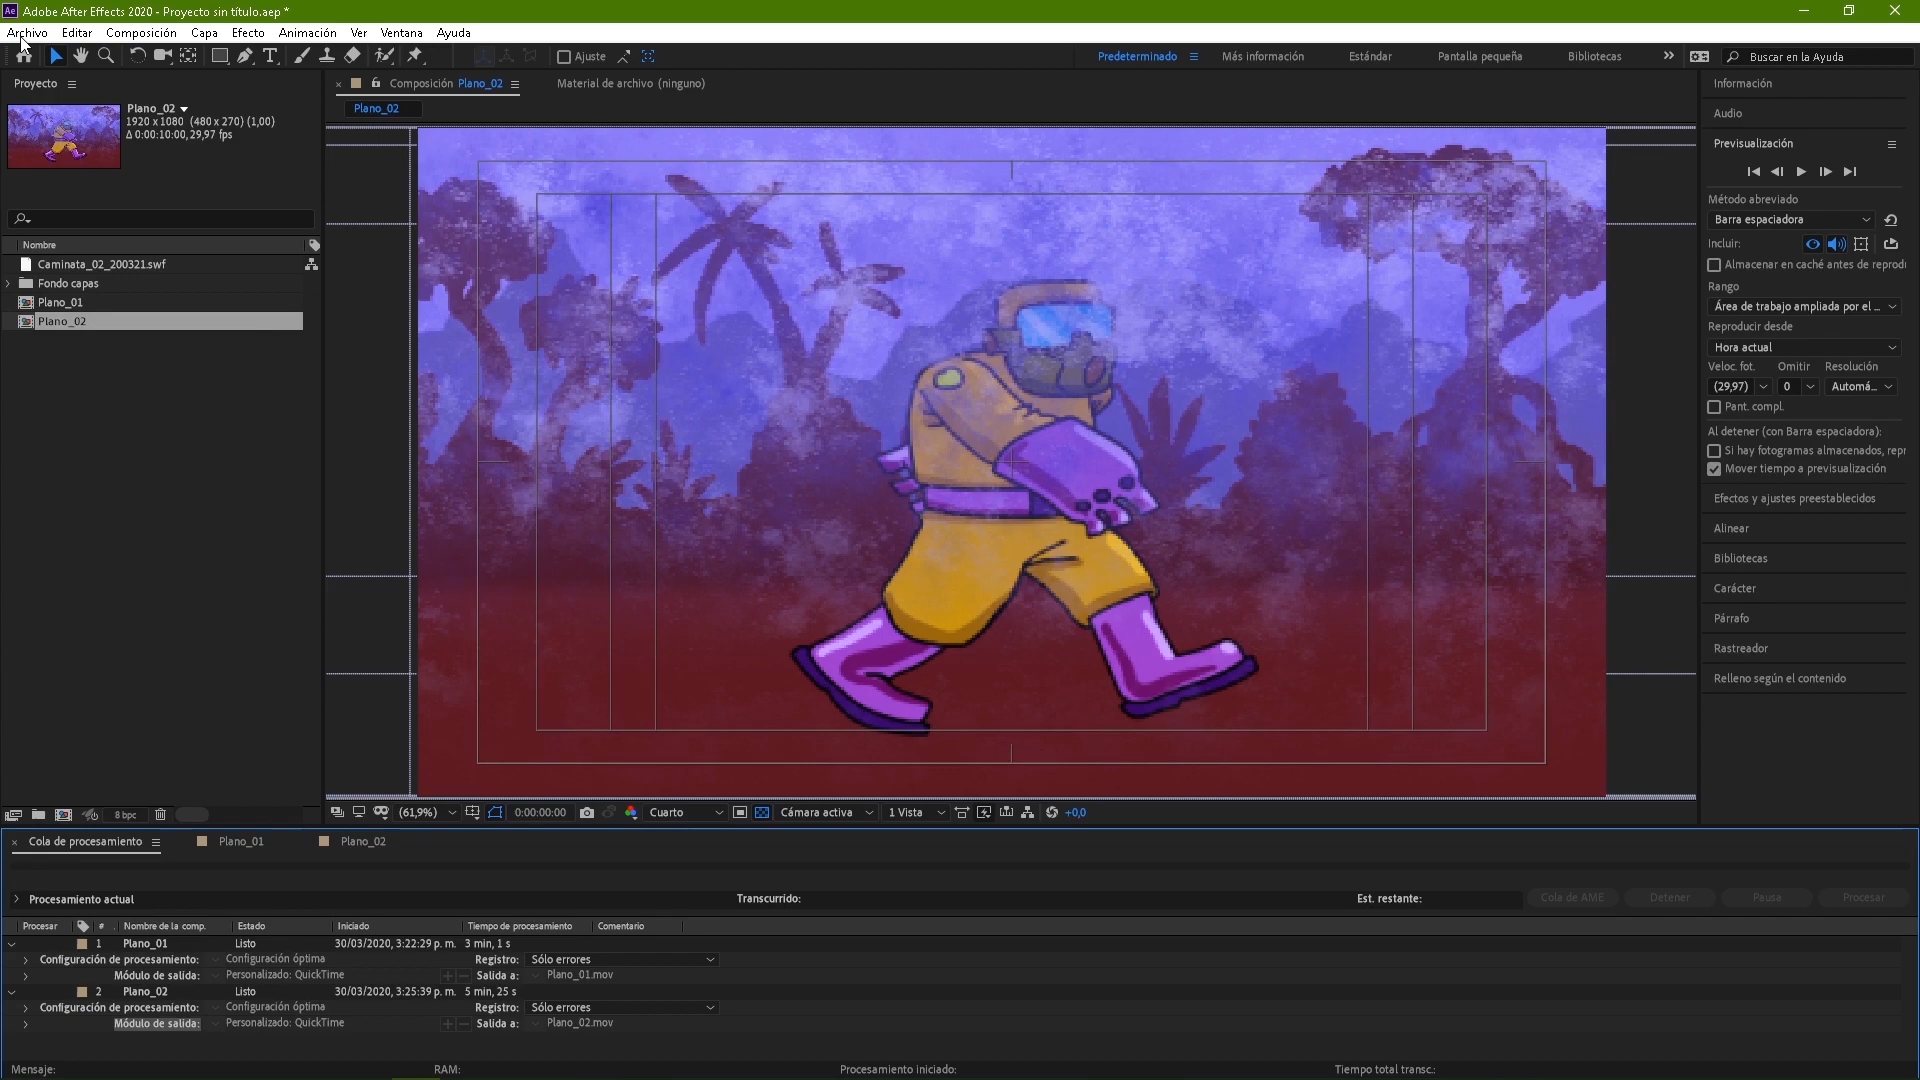 Ae Adobe After Effects 2020 - Proyecto sin título.aep *
Archivo Editar Composición Capa Efecto Animación Ver Ventana Ayuda
Ajuste Predeterminado Más información Estándar Pantalla pequeña Bibliotecas Buscar en la Ayuda
Proyecto
Plano_02
1920 x 1080 (480 x 270) (1,00)
Δ 0:00:10:00, 29,97 fps
Nombre
Caminata_02_200321.swf
Fondo capas
Plano_01
Plano_02
8 bpc
Composición Plano_02 Material de archivo (ninguno)
Plano_02
(61,9%) 0:00:00:00 Cuarto Cámara activa 1 Vista +0,0
Información
Audio
Previsualización
Método abreviado
Barra espaciadora
Incluir:
Almacenar en caché antes de reprodu
Rango
Área de trabajo ampliada por el ...
Reproducir desde
Hora actual
Veloc. fot. Omitir Resolución
(29,97) 0 Automá...
Pant. compl.
Al detener (con Barra espaciadora):
Si hay fotogramas almacenados, repr
Mover tiempo a previsualización
Efectos y ajustes preestablecidos
Alinear
Bibliotecas
Carácter
Párrafo
Rastreador
Relleno según el contenido
Cola de procesamiento Plano_01 Plano_02
Procesamiento actual Transcurrido: Est. restante: Cola de AME Detener Pausa Procesar
Procesar # Nombre de la comp. Estado Iniciado Tiempo de procesamiento Comentario
1 Plano_01 Listo 30/03/2020, 3:22:29 p. m. 3 min, 1 s
Configuración de procesamiento: Configuración óptima Registro: Sólo errores
Módulo de salida: Personalizado: QuickTime Salida a: Plano_01.mov
2 Plano_02 Listo 30/03/2020, 3:25:39 p. m. 5 min, 25 s
Configuración de procesamiento: Configuración óptima Registro: Sólo errores
Módulo de salida: Personalizado: QuickTime Salida a: Plano_02.mov
Mensaje: RAM: Procesamiento iniciado: Tiempo total transc.: